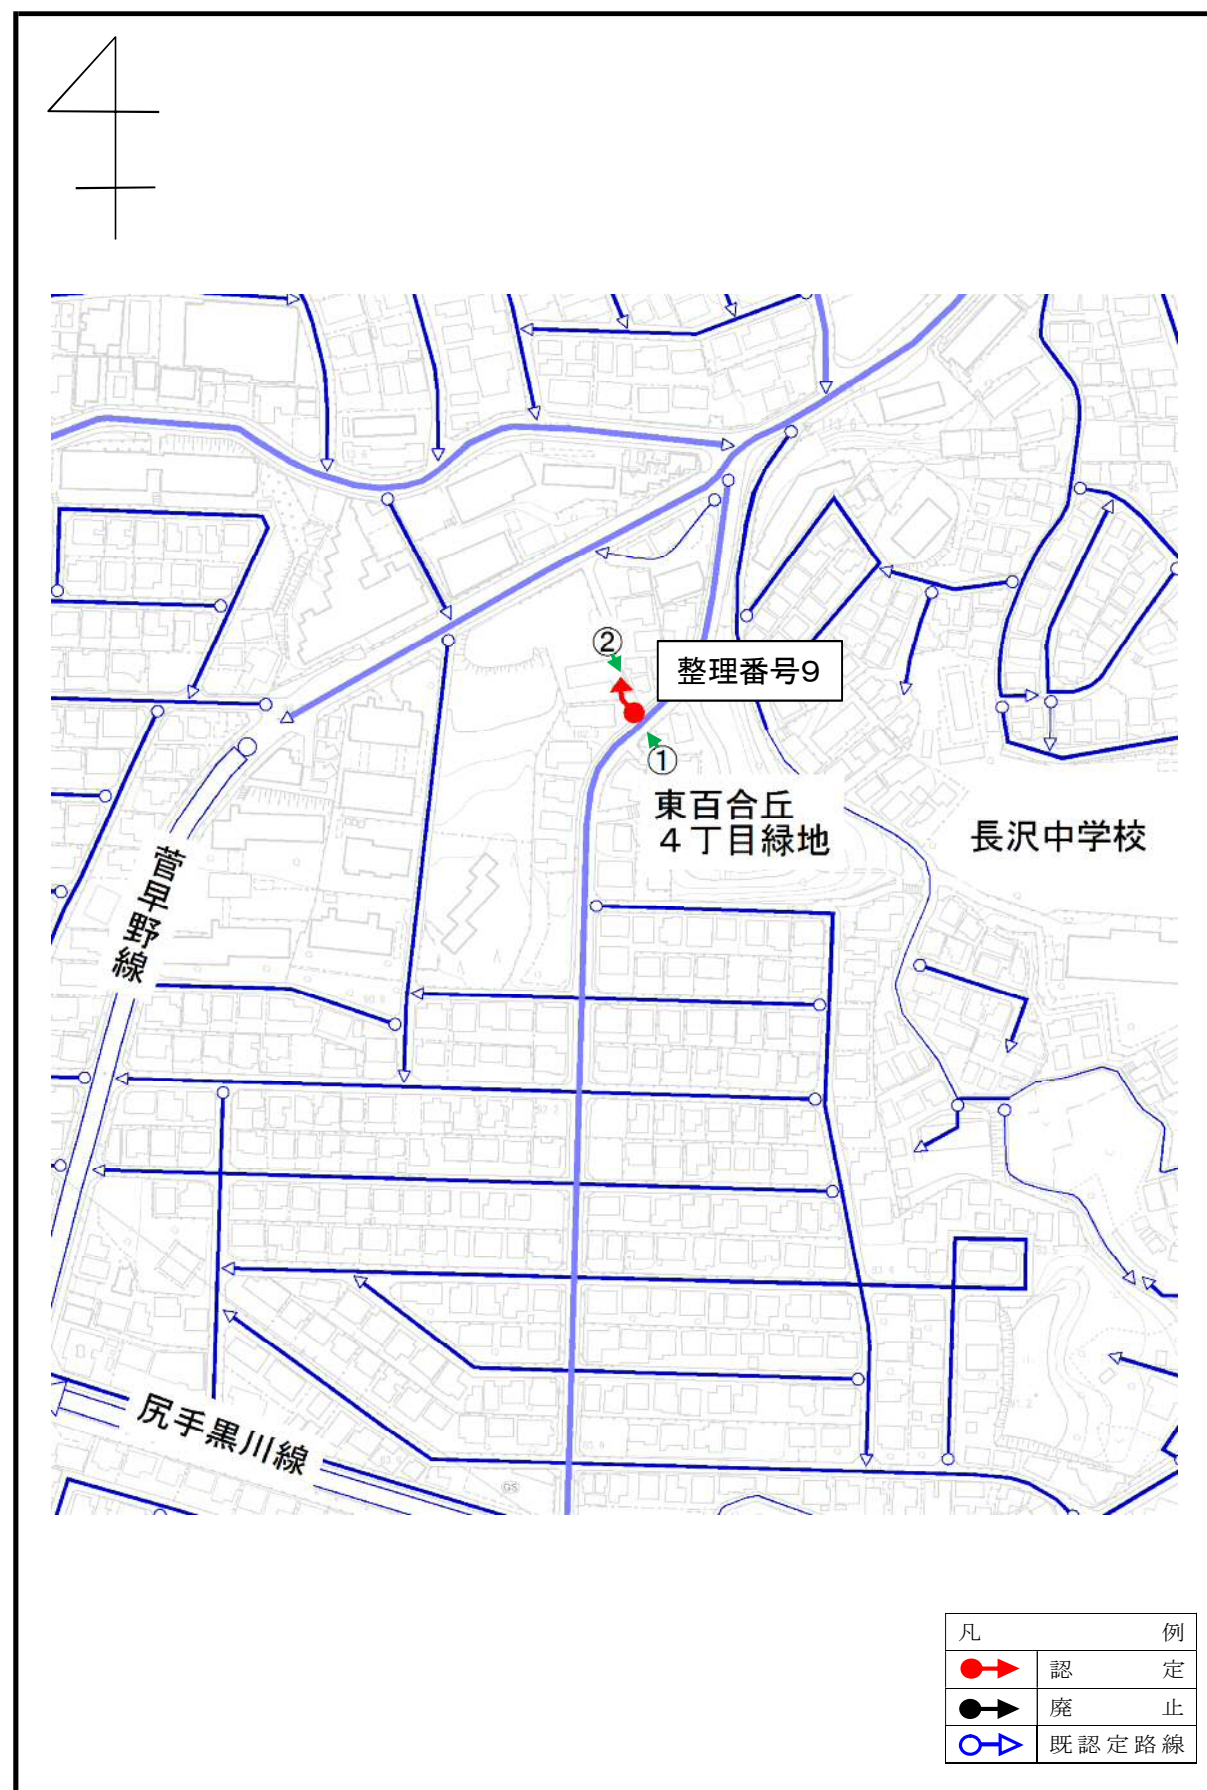 ②
整理番号9
①
東百合丘
４丁目緑地
長沢中学校
菅早野線
尻手黒川線
GS
凡例
認定
廃止
既認定路線